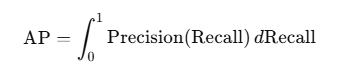 AP = ∫₀¹ Precision(Recall) dRecall